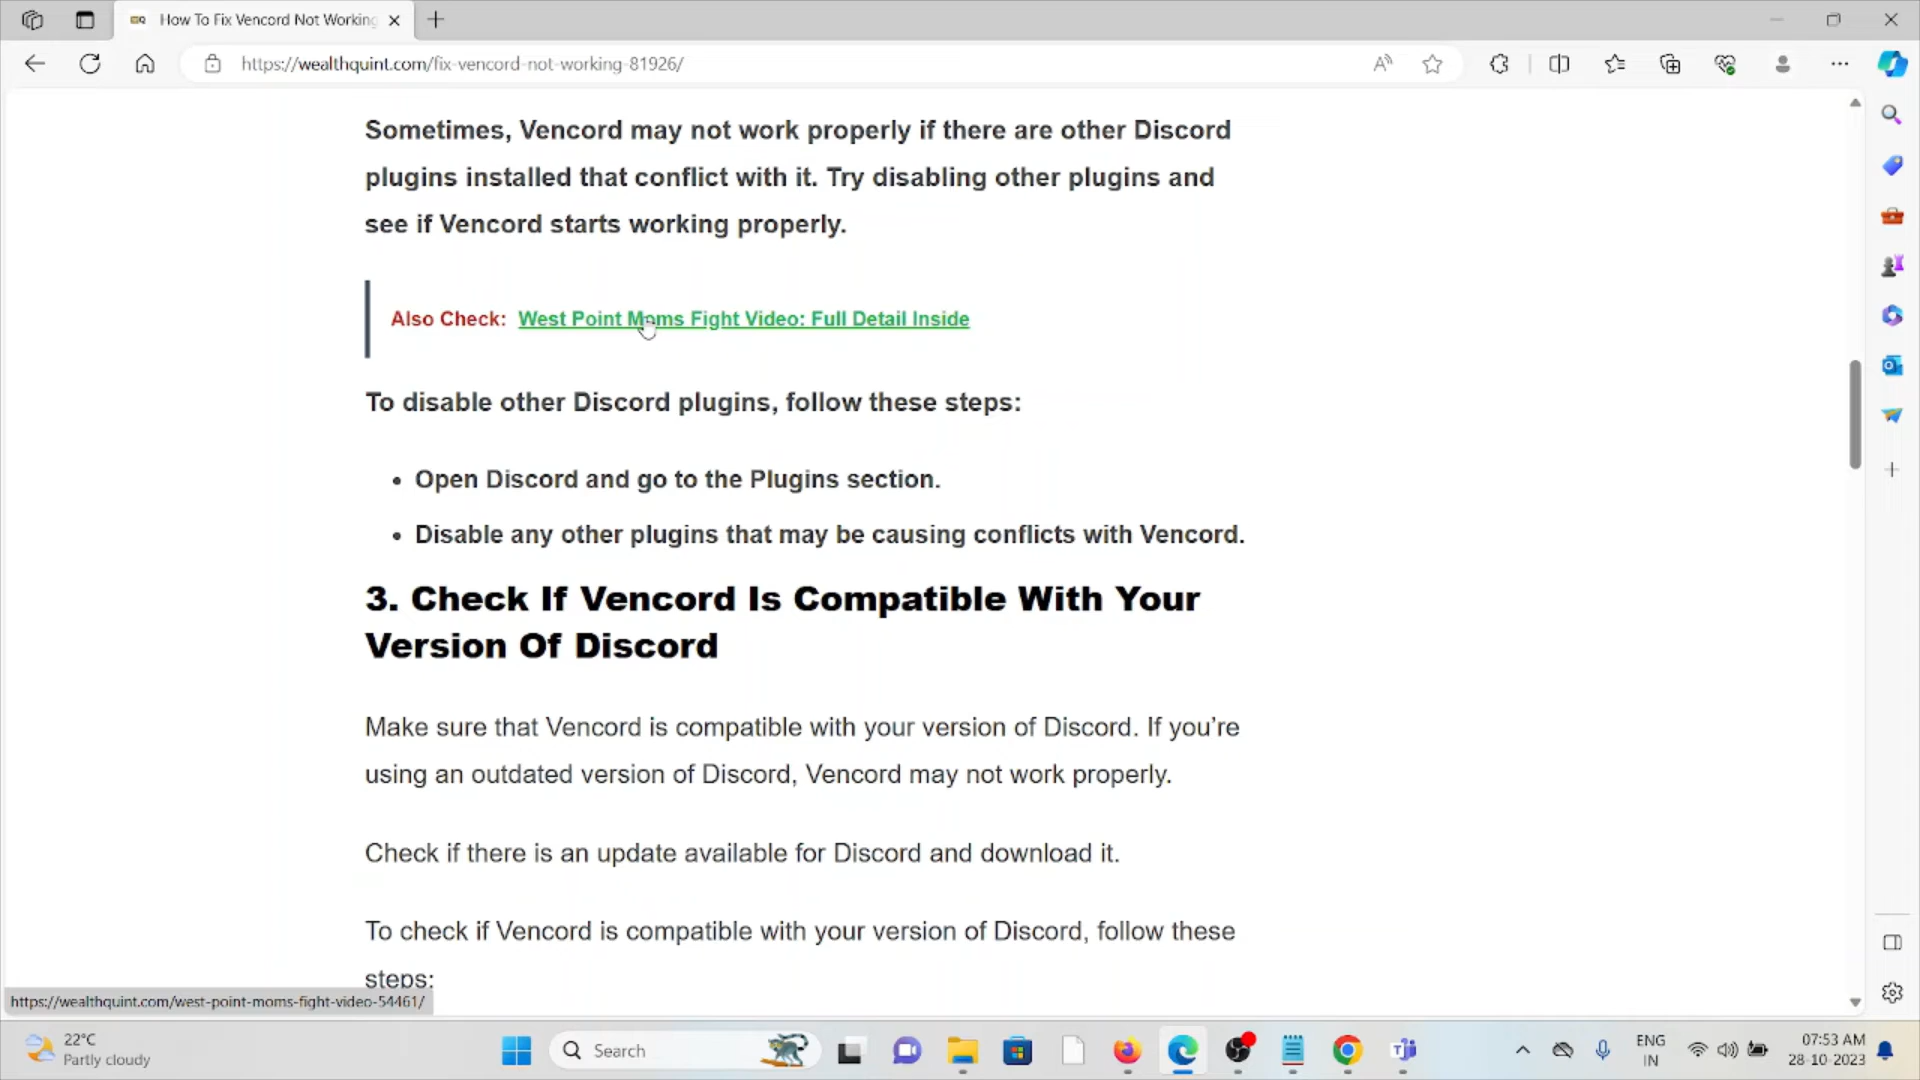 How To Fix Vencord Not Working
https://wealthquint.com/fix-vencord-not-working-81926/
Sometimes, Vencord may not work properly if there are other Discord
plugins installed that conflict with it. Try disabling other plugins and
see if Vencord starts working properly.
Also Check: West Point Moms Fight Video: Full Detail Inside
To disable other Discord plugins, follow these steps:
• Open Discord and go to the Plugins section.
• Disable any other plugins that may be causing conflicts with Vencord.
3. Check If Vencord Is Compatible With Your
Version Of Discord
Make sure that Vencord is compatible with your version of Discord. If you’re
using an outdated version of Discord, Vencord may not work properly.
Check if there is an update available for Discord and download it.
To check if Vencord is compatible with your version of Discord, follow these
steps:
https://wealthquint.com/west-point-moms-fight-video-54461/
22°C
Partly cloudy
Search
ENG
IN
07:53 AM
28-10-2023